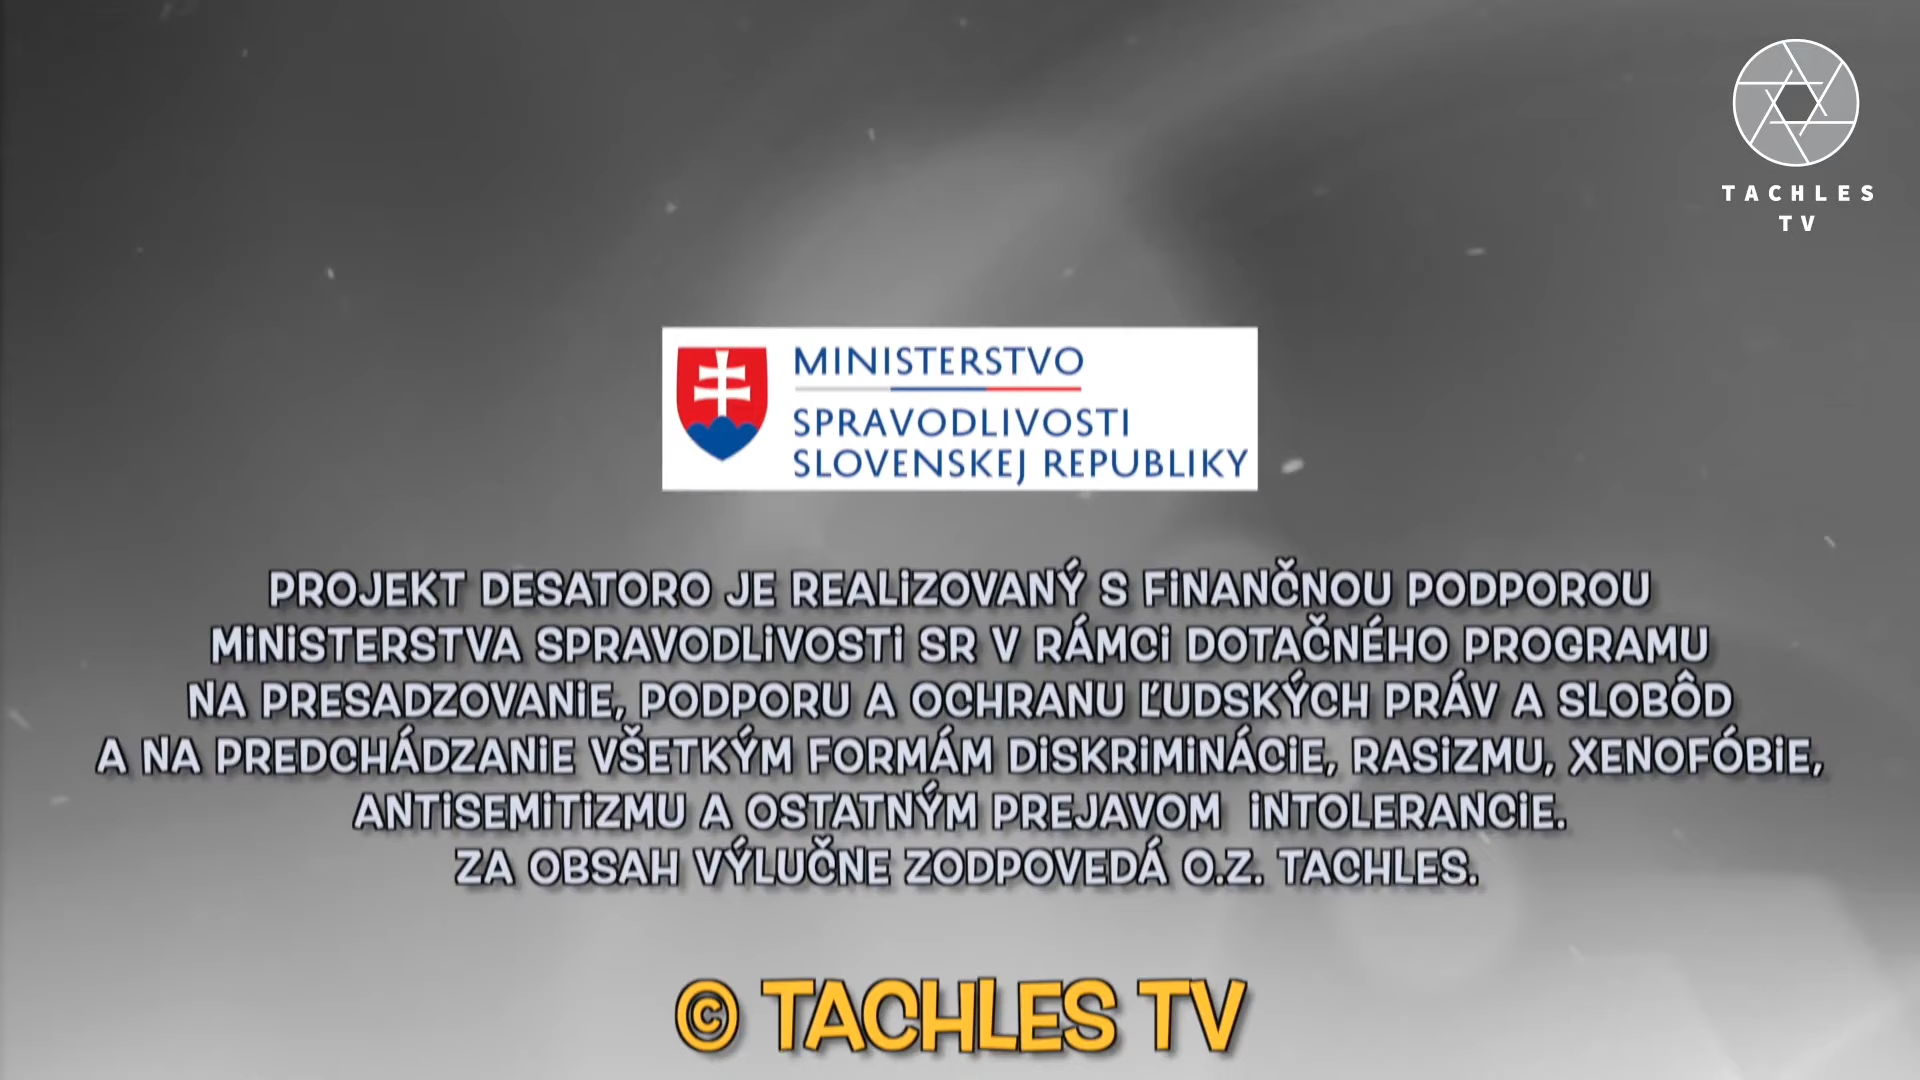 TACHLES
TV
MINISTERSTVO
SPRAVODLIVOSTI
SLOVENSKEJ REPUBLIKY
PROJEKT DESATORO JE REALiZOVANÝ S FiNANČNOU PODPOROU
MiNiSTERSTVA SPRAVODLiVOSTi SR V RÁMCi DOTAČNÉHO PROGRAMU
NA PRESADZOVANiE, PODPORU A OCHRANU ĽUDSKÝCH PRÁV A SLOBÔD
A NA PREDCHÁDZANiE VŠETKÝM FORMÁM DiSKRiMiNÁCiE, RASiZMU, XENOFÓBiE,
ANTiSEMiTiZMU A OSTATNÝM PREJAVOM iNTOLERANCiE.
ZA OBSAH VÝLUČNE ZODPOVEDÁ O.Z. TACHLES.
© TACHLES TV